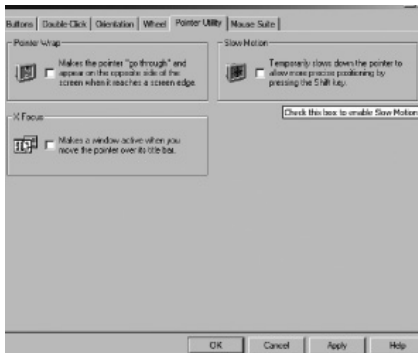 Buttons Double-Click Orientation Wheel Pointer Utility Mouse Suite
Pointer Wrap
Makes the pointer "go through" and
appear on the opposite side of the
screen when it reaches a screen edge.
Slow Motion
Temporarily slows down the pointer to
allow more precise positioning by
pressing the Shift key.
Check this box to enable Slow Motion
X Focus
Makes a window active when you
move the pointer over its title bar.
OK Cancel Apply Help